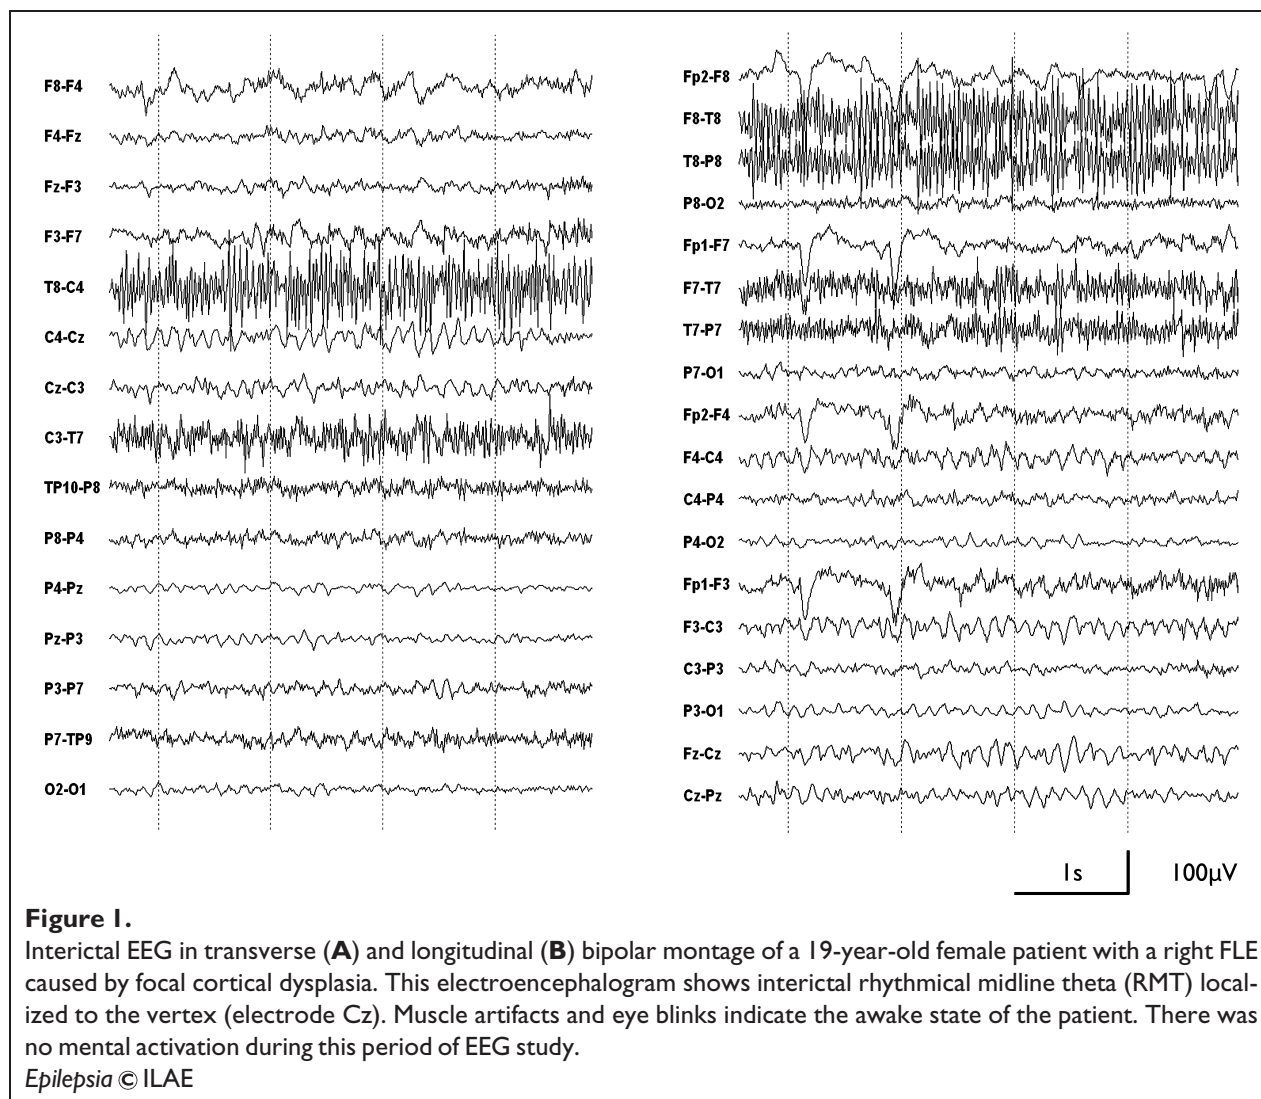 F8-F4
F4-Fz
Fz-F3
F3-F7
T8-C4
C4-Cz
Cz-C3
C3-T7
TP10-P8
P8-P4
P4-Pz
Pz-P3
P3-P7
P7-TP9
O2-O1
Fp2-F8
F8-T8
T8-P8
P8-O2
Fp1-F7
F7-T7
T7-P7
P7-O1
Fp2-F4
F4-C4
C4-P4
P4-O2
Fp1-F3
F3-C3
C3-P3
P3-O1
Fz-Cz
Cz-Pz
1s 100µV
Figure 1.
Interictal EEG in transverse (A) and longitudinal (B) bipolar montage of a 19-year-old female patient with a right FLE
caused by focal cortical dysplasia. This electroencephalogram shows interictal rhythmical midline theta (RMT) local-
ized to the vertex (electrode Cz). Muscle artifacts and eye blinks indicate the awake state of the patient. There was
no mental activation during this period of EEG study.
Epilepsia © ILAE